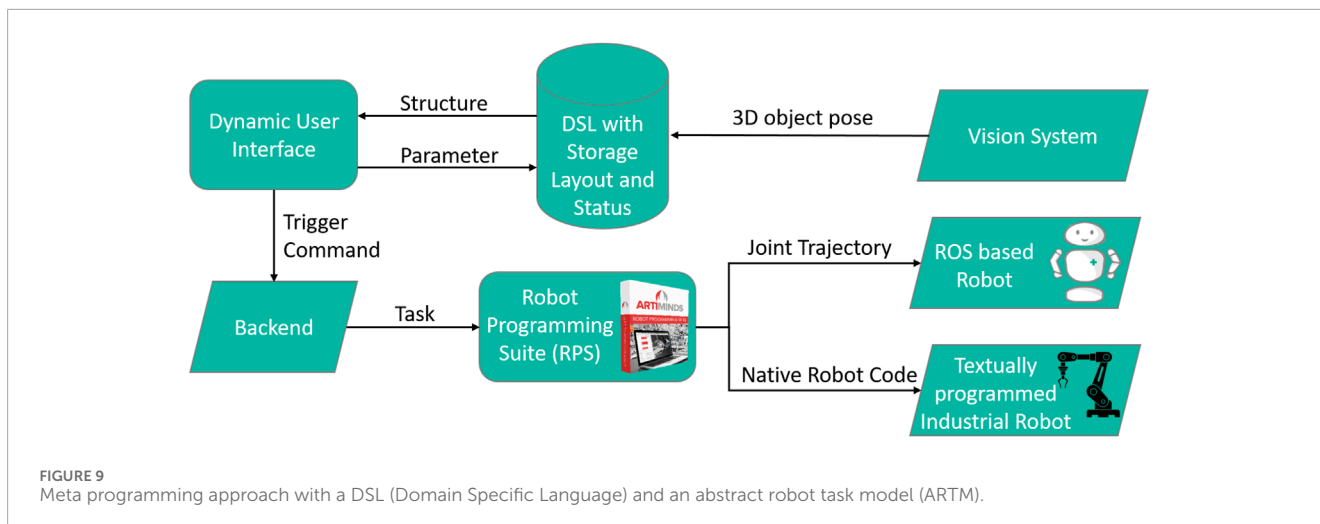 Dynamic User
Interface
Structure
Parameter
DSL with
Storage
Layout and
Status
3D object pose
Vision System
Trigger
Command
Backend
Task
Robot
Programming
Suite (RPS)
ARTIMINDS
Joint Trajectory
ROS based
Robot
Native Robot Code
Textually
programmed
Industrial Robot
FIGURE 9
Meta programming approach with a DSL (Domain Specific Language) and an abstract robot task model (ARTM).